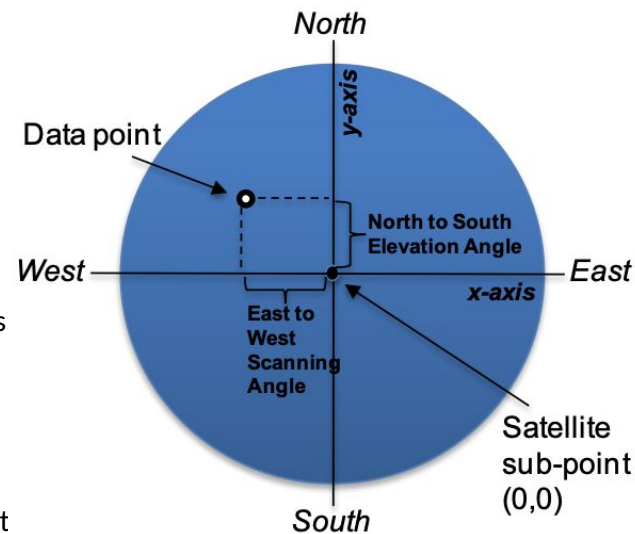 North
y-axis
Data point
North to South
Elevation Angle
West
East
x-axis
s
East to
West
Scanning
Angle
Satellite
sub-point
(0,0)
t
South